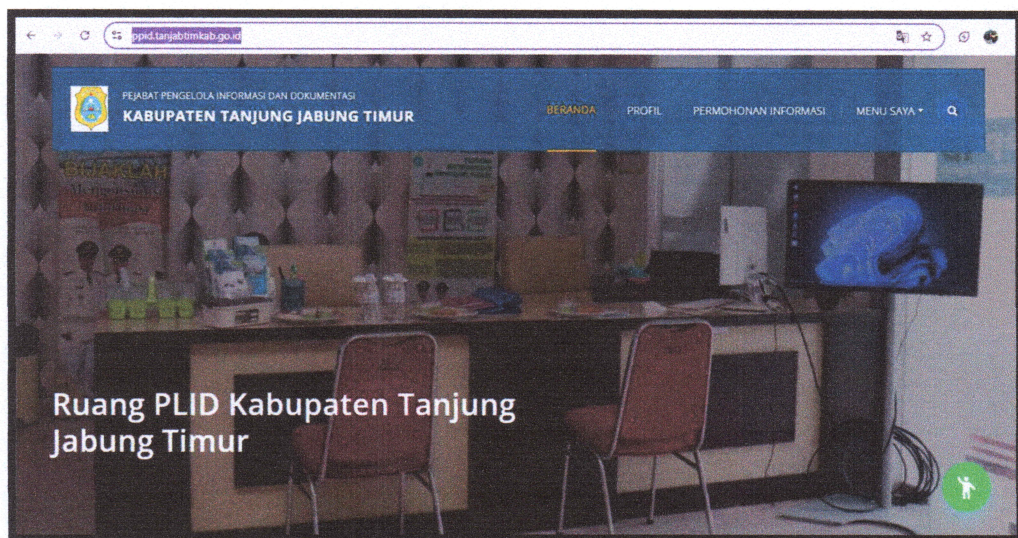 ppid.tanjabtimkab.go.id
PEJABAT PENGELOLA INFORMASI DAN DOKUMENTASI
KABUPATEN TANJUNG JABUNG TIMUR
BERANDA
PROFIL
PERMOHONAN INFORMASI
MENU SAYA
BIJAKLAH
Ruang PLID Kabupaten Tanjung
Jabung Timur